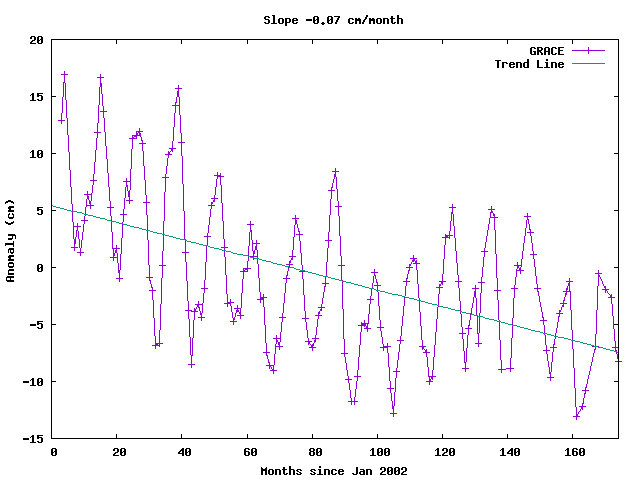 Slope -0.07 cm/month
20
15
10
5
0
-5
-10
-15
Anomaly (cm)
GRACE
Trend Line
0 20 40 60 80 100 120 140 160
Months since Jan 2002